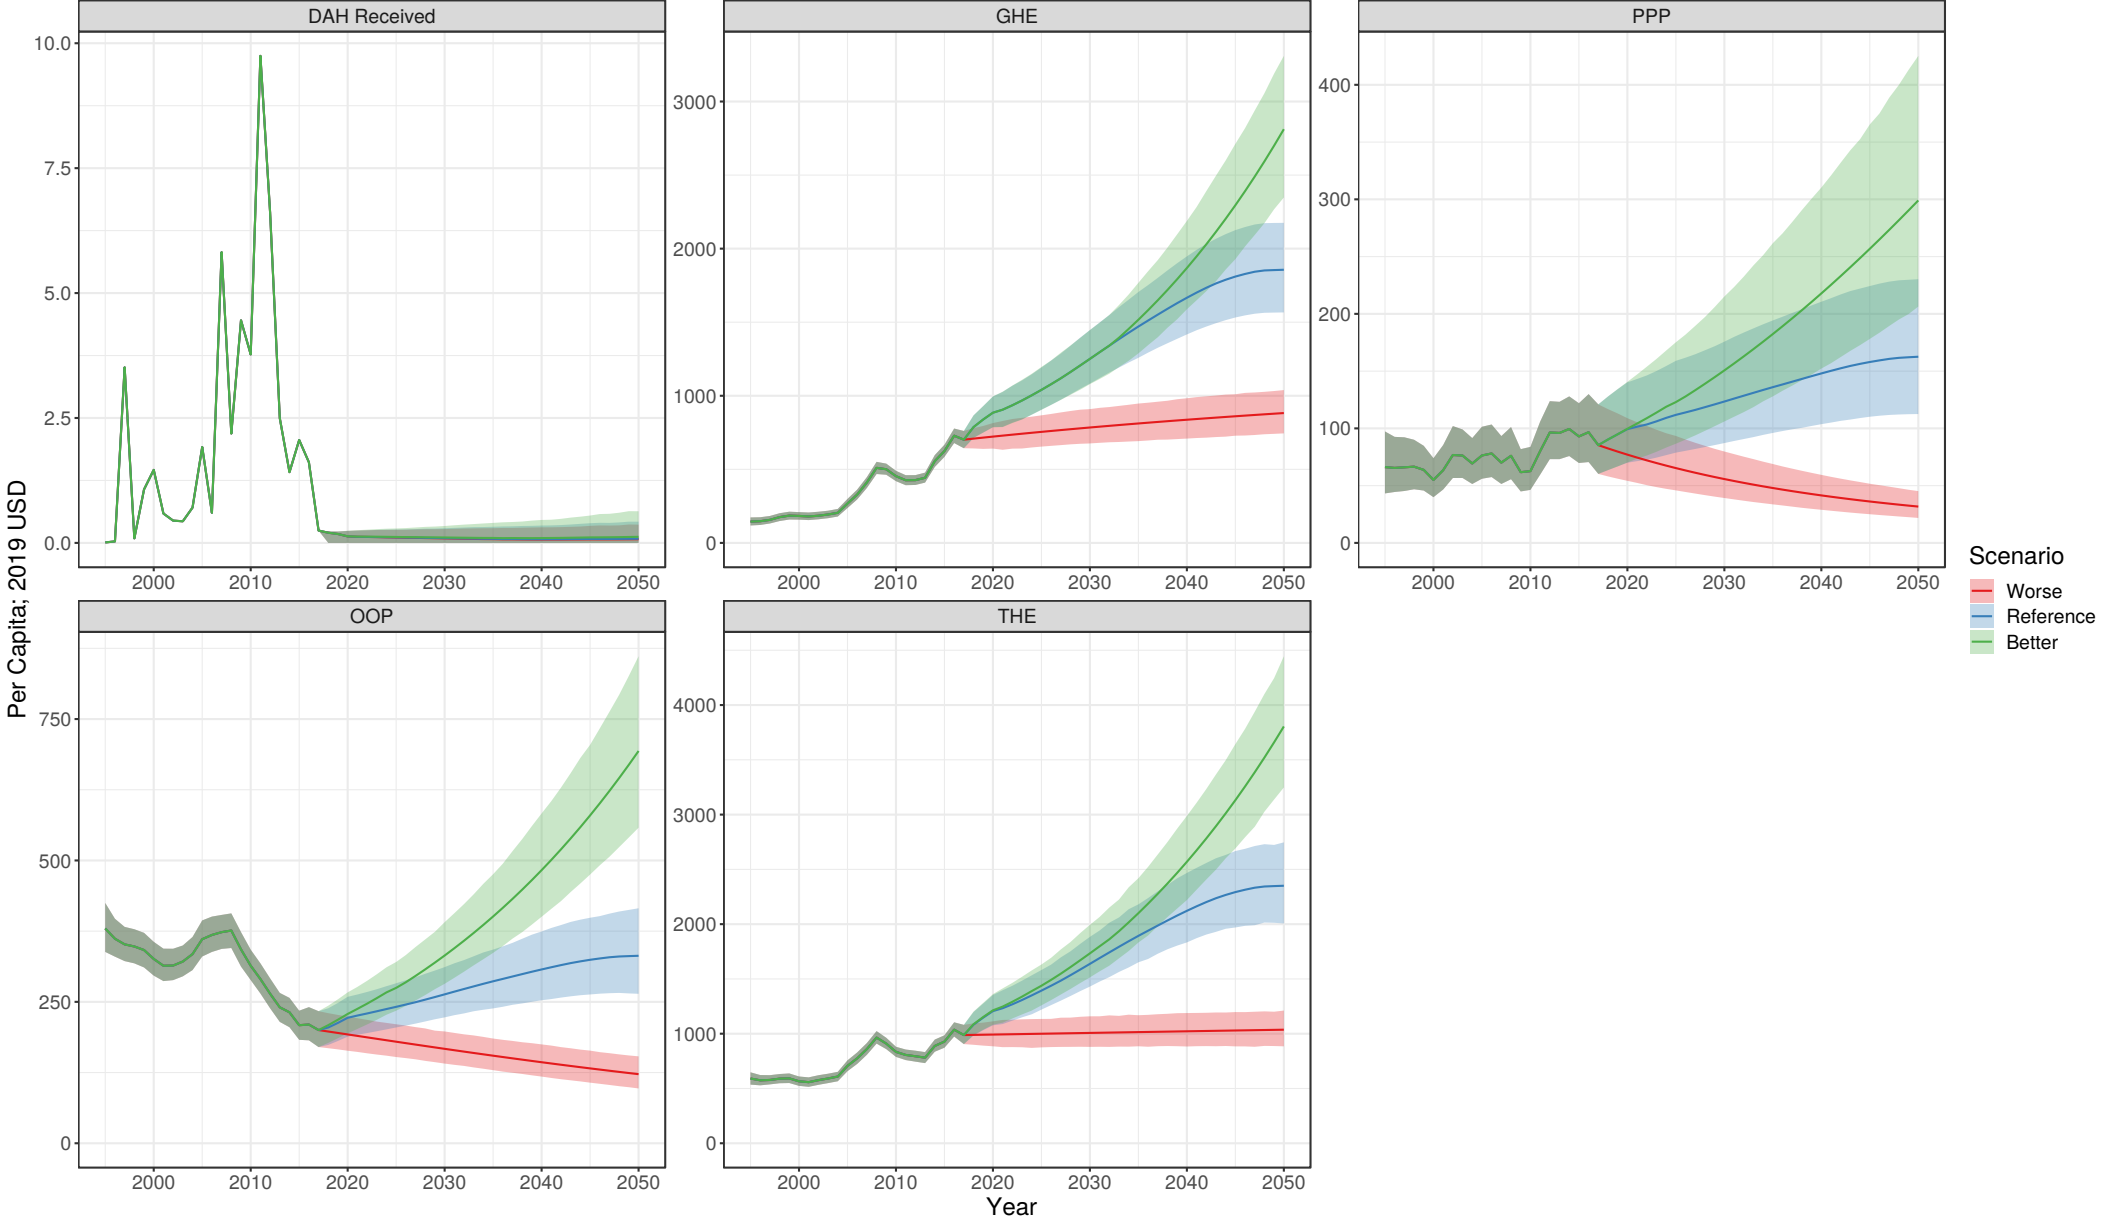 DAH Received
GHE
PPP
10.0
7.5
5.0
2.5
0.0
3000
2000
1000
0
400
300
200
100
0
2000 2010 2020 2030 2040 2050
2000 2010 2020 2030 2040 2050
2000 2010 2020 2030 2040 2050
OOP
THE
750
500
250
0
4000
3000
2000
1000
0
2000 2010 2020 2030 2040 2050
2000 2010 2020 2030 2040 2050
Per Capita; 2019 USD
Year
Scenario
Worse
Reference
Better